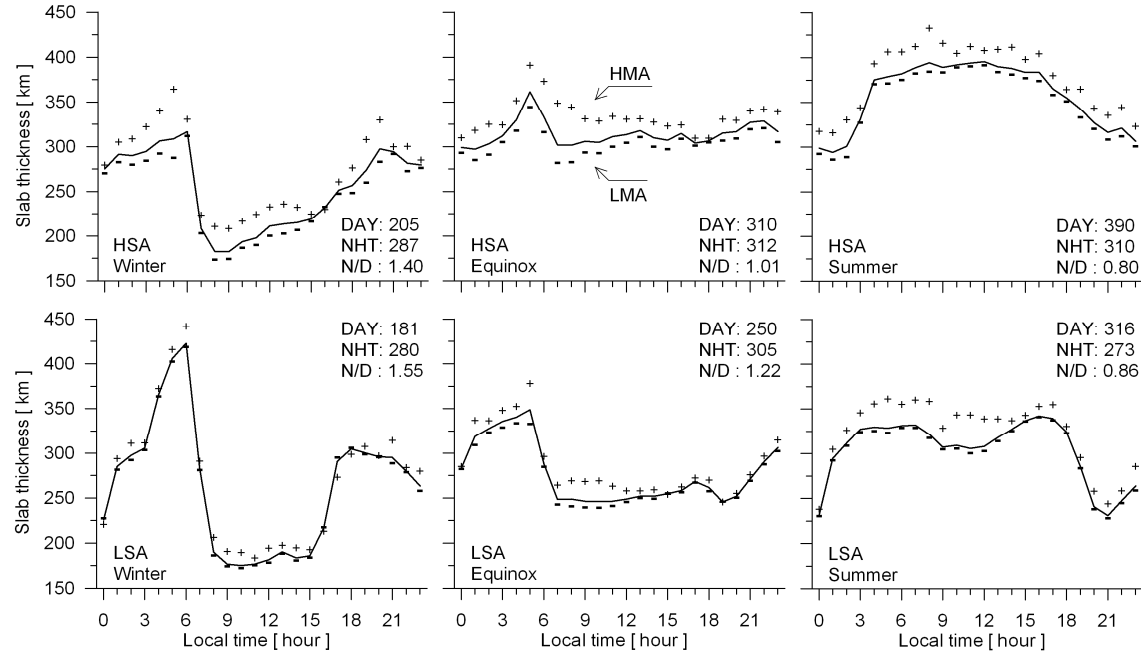 450
400
350
300
250
200
150
Slab thickness [ km ]
HSA
Winter
DAY: 205
NHT: 287
N/D : 1.40
HMA
LMA
HSA
Equinox
DAY: 310
NHT: 312
N/D : 1.01
HSA
Summer
DAY: 390
NHT: 310
N/D : 0.80
450
400
350
300
250
200
150
Slab thickness [ km ]
DAY: 181
NHT: 280
N/D : 1.55
LSA
Winter
DAY: 250
NHT: 305
N/D : 1.22
LSA
Equinox
DAY: 316
NHT: 273
N/D : 0.86
LSA
Summer
0 3 6 9 12 15 18 21
0 3 6 9 12 15 18 21
0 3 6 9 12 15 18 21
Local time [ hour ]
Local time [ hour ]
Local time [ hour ]